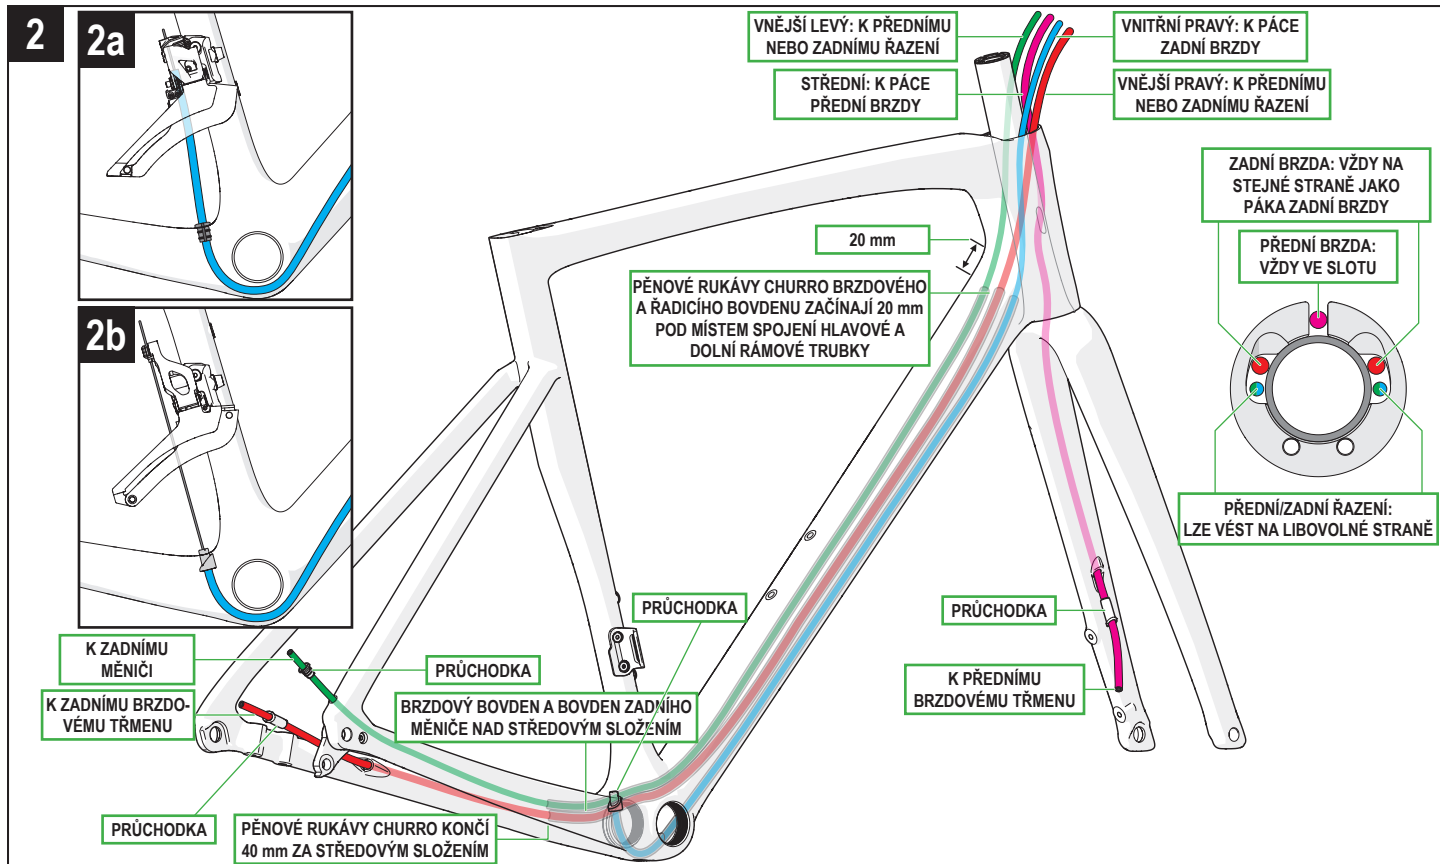 2
2a
2b
VNĚJŠÍ LEVÝ: K PŘEDNÍMU
NEBO ZADNÍMU ŘAZENÍ
VNITŘNÍ PRAVÝ: K PÁCE
ZADNÍ BRZDY
STŘEDNÍ: K PÁCE
PŘEDNÍ BRZDY
VNĚJŠÍ PRAVÝ: K PŘEDNÍMU
NEBO ZADNÍMU ŘAZENÍ
ZADNÍ BRZDA: VŽDY NA
STEJNÉ STRANĚ JAKO
PÁKA ZADNÍ BRZDY
PŘEDNÍ BRZDA:
VŽDY VE SLOTU
20 mm
PĚNOVÉ RUKÁVY CHURRO BRZDOVÉHO
A ŘADICÍHO BOVDENU ZAČÍNAJÍ 20 mm
POD MÍSTEM SPOJENÍ HLAVOVÉ A
DOLNÍ RÁMOVÉ TRUBKY
PŘEDNÍ/ZADNÍ ŘAZENÍ:
LZE VÉST NA LIBOVOLNÉ STRANĚ
PRŮCHODKA
PRŮCHODKA
K ZADNÍMU
MĚNIČI
PRŮCHODKA
K PŘEDNÍMU
BRZDOVÉMU TŘMENU
K ZADNÍMU BRZDO-
VÉMU TŘMENU
BRZDOVÝ BOVDEN A BOVDEN ZADNÍHO
MĚNIČE NAD STŘEDOVÝM SLOŽENÍM
PRŮCHODKA
PĚNOVÉ RUKÁVY CHURRO KONČÍ
40 mm ZA STŘEDOVÝM SLOŽENÍM